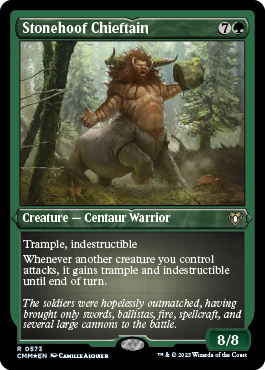 Stonehoof Chieftain 7
Creature — Centaur Warrior
Trample, indestructible
Whenever another creature you control
attacks, it gains trample and indestructible
until end of turn.
The soldiers were hopelessly outmatched, having
brought only swords, ballistas, fire, spellcraft, and
several large cannons to the battle.
8/8
R 0573
CMM★EN Camille Alquier
™ & © 2023 Wizards of the Coast